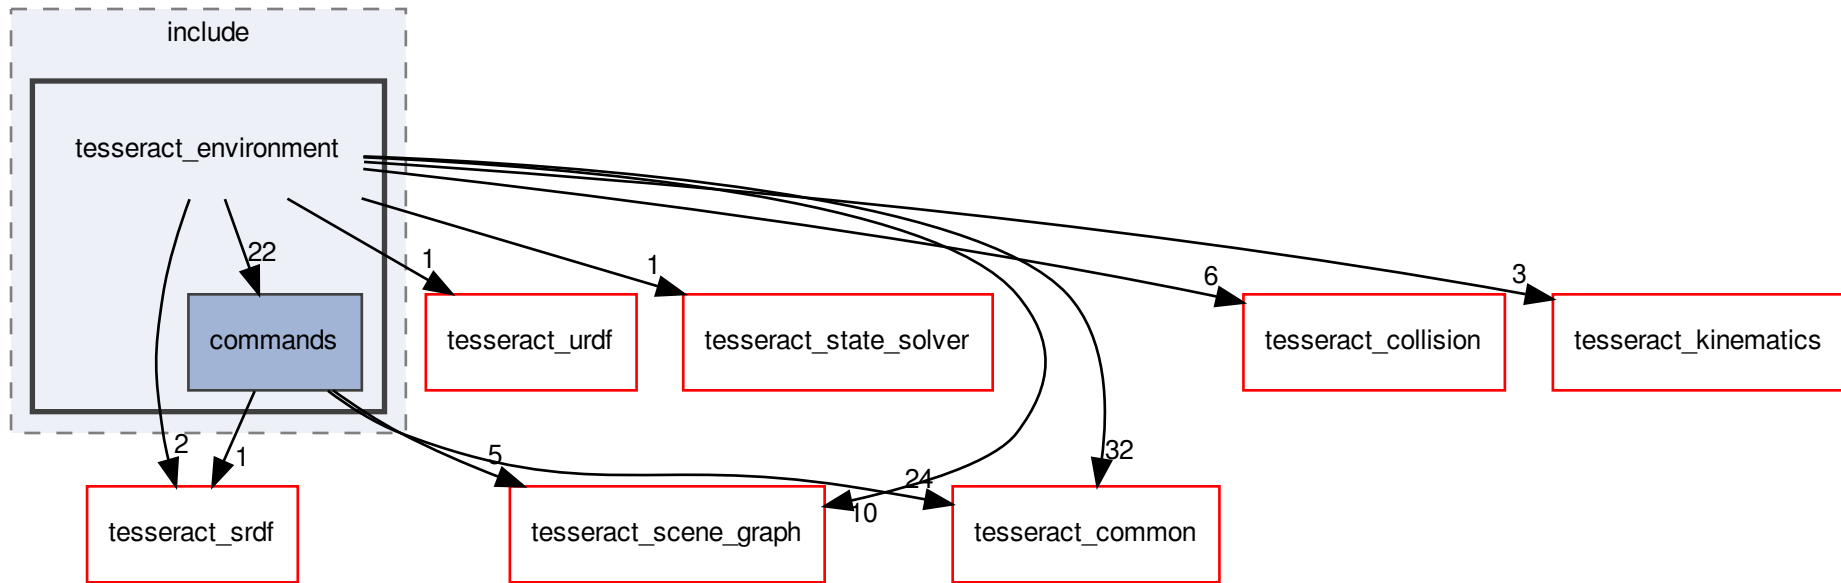 include
tesseract_environment
22
1
1
6
3
commands
tesseract_urdf
tesseract_state_solver
tesseract_collision
tesseract_kinematics
2
1
5
24
10
32
tesseract_srdf
tesseract_scene_graph
tesseract_common